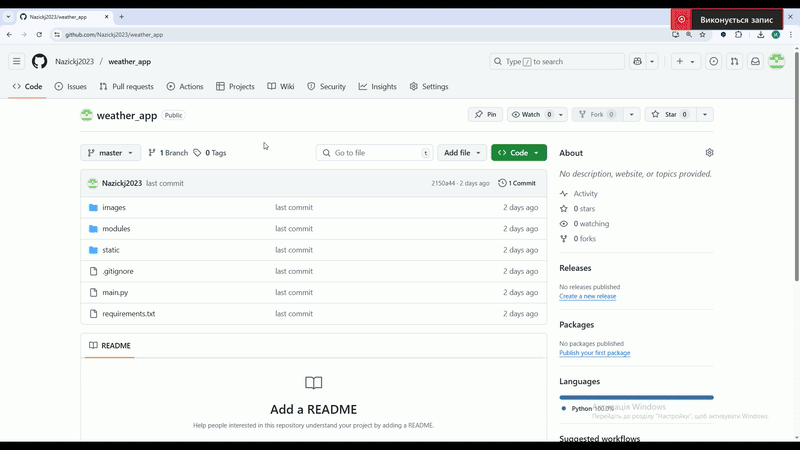 Nazickj2023/weather_app
Виконується запис
github.com/Nazickj2023/weather_app
Nazickj2023 / weather_app
Type / to search
Code Issues Pull requests Actions Projects Wiki Security Insights Settings
weather_app Public
Pin Watch 0 Fork 0 Star 0
master 1 Branch 0 Tags Go to file t Add file Code
Nazickj2023 last commit 2150a44 · 2 days ago 1 Commit
images last commit 2 days ago
modules last commit 2 days ago
static last commit 2 days ago
.gitignore last commit 2 days ago
main.py last commit 2 days ago
requirements.txt last commit 2 days ago
README
Add a README
Help people interested in this repository understand your project by adding a README.
About
No description, website, or topics provided.
Activity
0 stars
0 watching
0 forks
Releases
No releases published
Create a new release
Packages
No packages published
Publish your first package
Languages
Python 100.0%
Активація Windows
Перейдіть до розділу "Настройки", щоб активувати Windows.
Suggested workflows